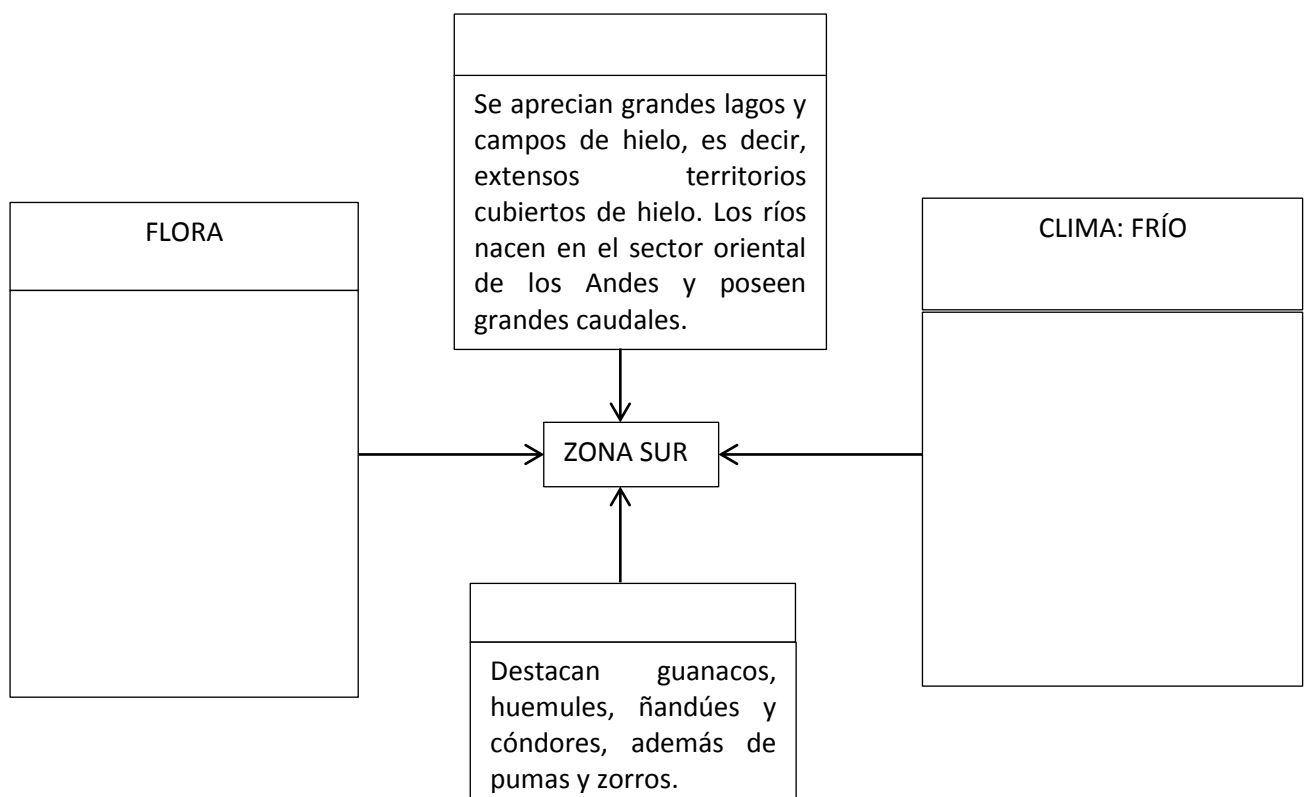 Se aprecian grandes lagos y
campos de hielo, es decir,
extensos territorios
cubiertos de hielo. Los ríos
nacen en el sector oriental
de los Andes y poseen
grandes caudales.
FLORA
CLIMA: FRÍO
ZONA SUR
Destacan guanacos,
huemules, ñandúes y
cóndores, además de
pumas y zorros.